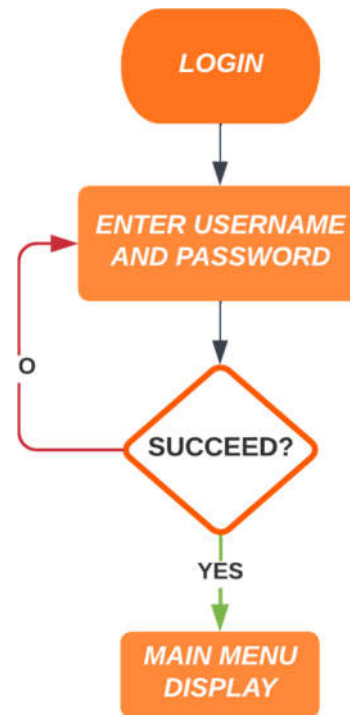 LOGIN
ENTER USERNAME
AND PASSWORD
O
SUCCEED?
YES
MAIN MENU
DISPLAY